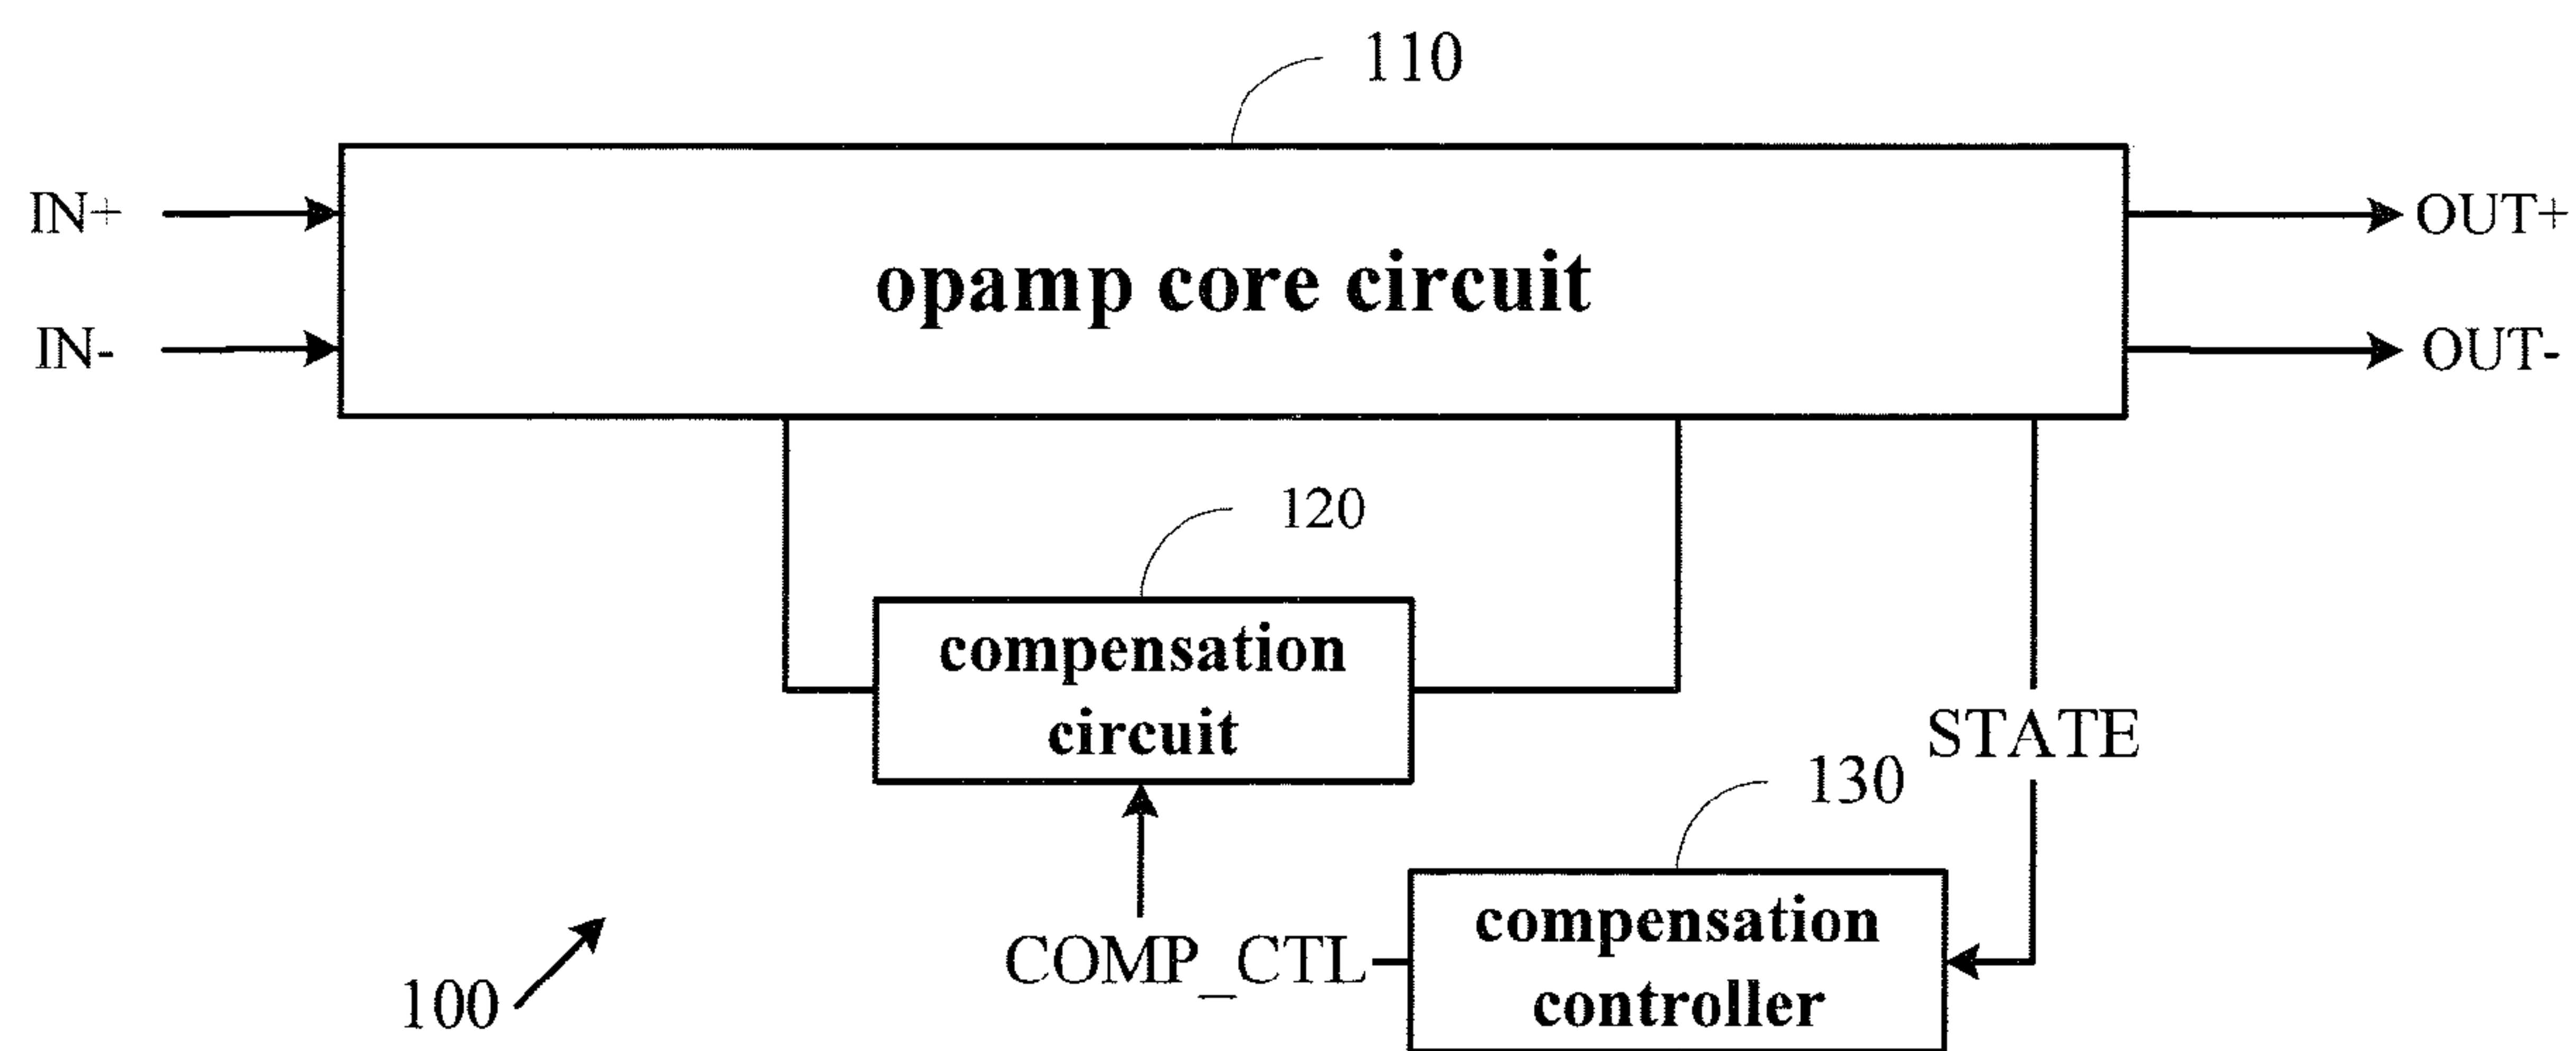 110
IN+
OUT+
opamp core circuit
IN-
OUT-
120
compensation
circuit
STATE
130
COMP_CTL
compensation
controller
100